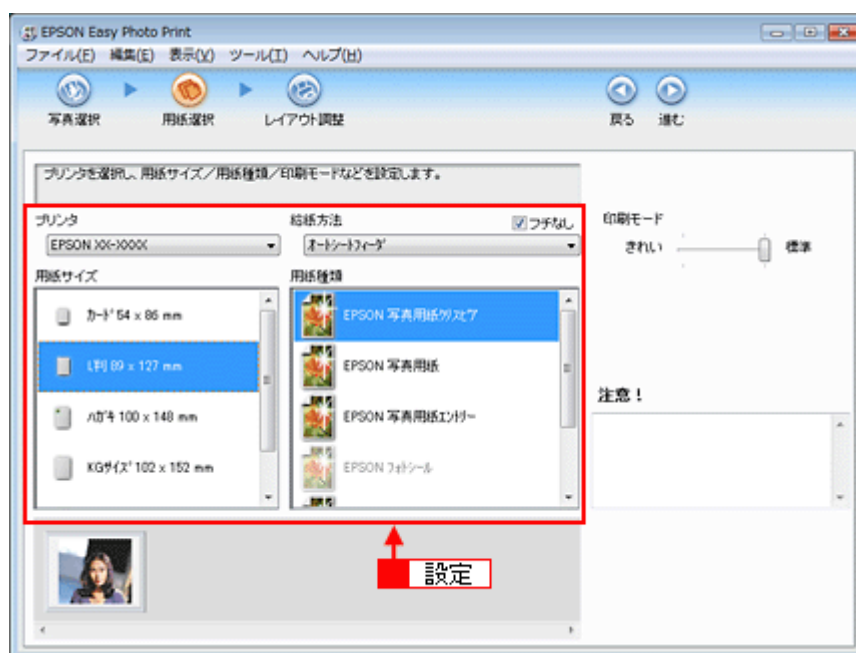 EPSON Easy Photo Print
ファイル(F) 編集(E) 表示(V) ツール(T) ヘルプ(H)
写真選択 用紙選択 レイアウト調整 戻る 進む
プリンタを選択し、用紙サイズ/用紙種類/印刷モードなどを設定します。
プリンタ 給紙方法 フチなし
EPSON XX-XXXX オートシートフィーダ
用紙サイズ 用紙種類
カード 54 x 86 mm
L判 89 x 127 mm
ハガキ 100 x 148 mm
KGサイズ 102 x 152 mm
EPSON 写真用紙クリスピア
EPSON 写真用紙
EPSON 写真用紙エントリー
EPSON フォトシール
印刷モード
きれい 標準
注意!
設定